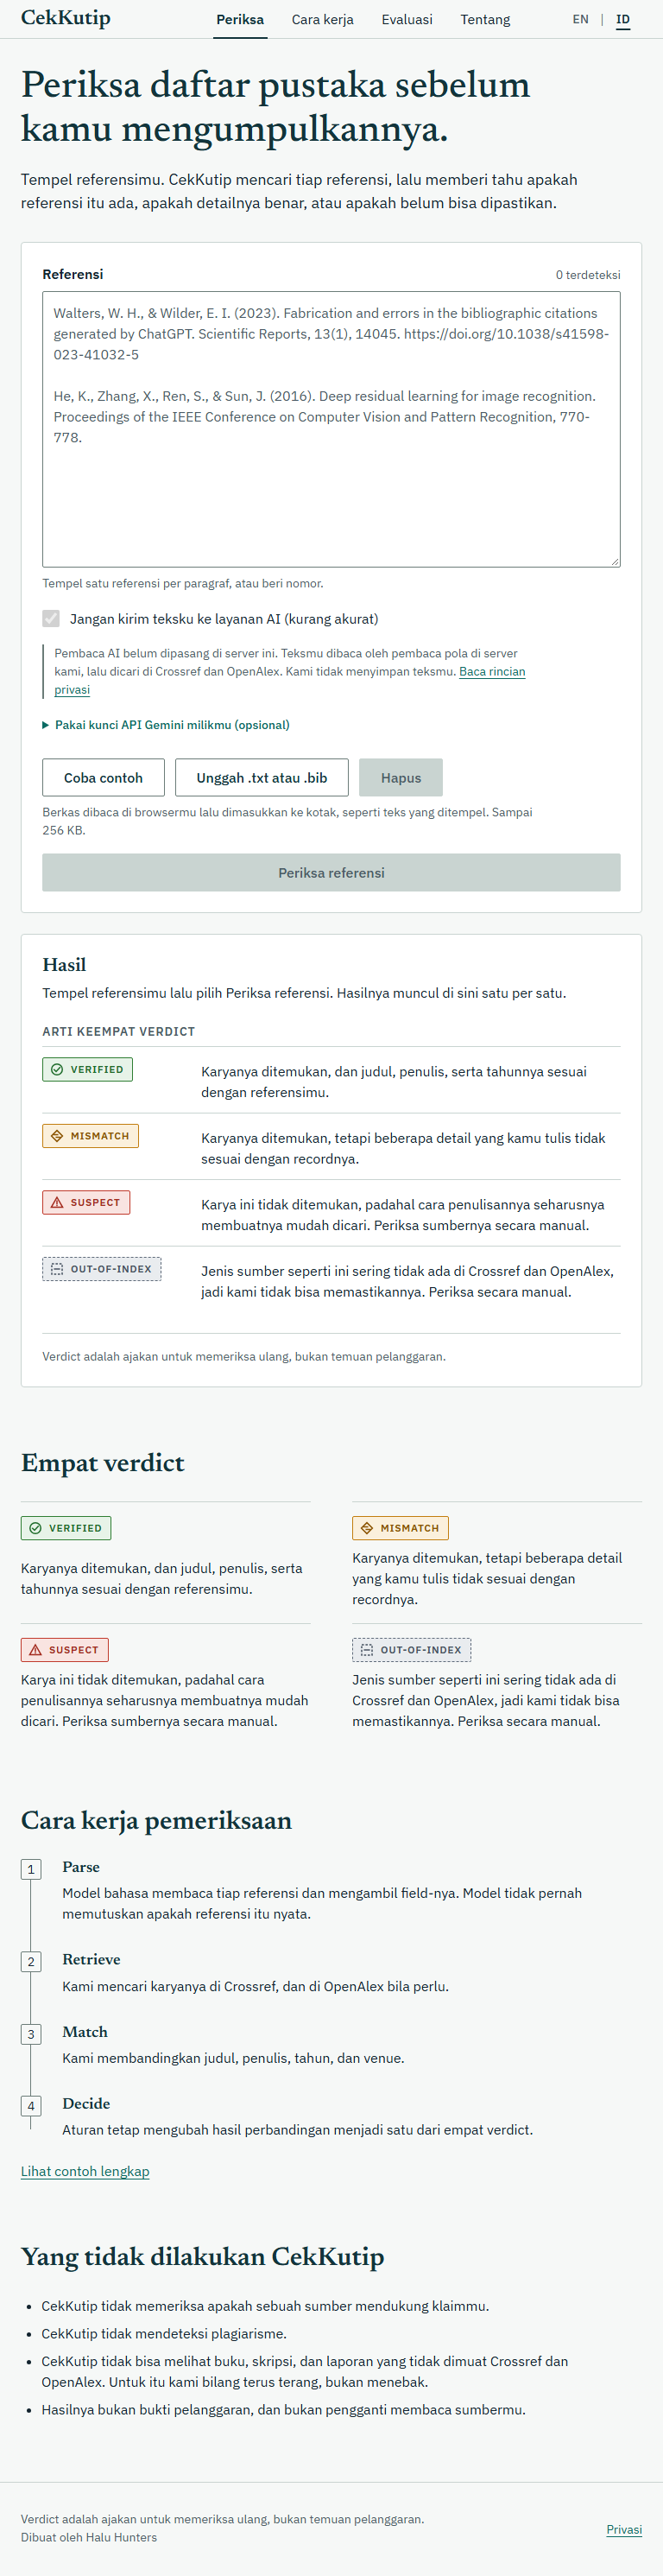 CekKutip
Periksa
Cara kerja
Evaluasi
Tentang
EN | ID
Periksa daftar pustaka sebelum
kamu mengumpulkannya.
Tempel referensimu. CekKutip mencari tiap referensi, lalu memberi tahu apakah
referensi itu ada, apakah detailnya benar, atau apakah belum bisa dipastikan.
Referensi
0 terdeteksi
Walters, W. H., & Wilder, E. I. (2023). Fabrication and errors in the bibliographic citations
generated by ChatGPT. Scientific Reports, 13(1), 14045. https://doi.org/10.1038/s41598-
023-41032-5
He, K., Zhang, X., Ren, S., & Sun, J. (2016). Deep residual learning for image recognition.
Proceedings of the IEEE Conference on Computer Vision and Pattern Recognition, 770-
778.
Tempel satu referensi per paragraf, atau beri nomor.
Jangan kirim teksku ke layanan AI (kurang akurat)
Pembaca AI belum dipasang di server ini. Teksmu dibaca oleh pembaca pola di server
kami, lalu dicari di Crossref dan OpenAlex. Kami tidak menyimpan teksmu. Baca rincian
privasi
Pakai kunci API Gemini milikmu (opsional)
Coba contoh
Unggah .txt atau .bib
Hapus
Berkas dibaca di browsermu lalu dimasukkan ke kotak, seperti teks yang ditempel. Sampai
256 KB.
Periksa referensi
Hasil
Tempel referensimu lalu pilih Periksa referensi. Hasilnya muncul di sini satu per satu.
ARTI KEEMPAT VERDICT
VERIFIED
Karyanya ditemukan, dan judul, penulis, serta tahunnya sesuai
dengan referensimu.
MISMATCH
Karyanya ditemukan, tetapi beberapa detail yang kamu tulis tidak
sesuai dengan recordnya.
SUSPECT
Karya ini tidak ditemukan, padahal cara penulisannya seharusnya
membuatnya mudah dicari. Periksa sumbernya secara manual.
OUT-OF-INDEX
Jenis sumber seperti ini sering tidak ada di Crossref dan OpenAlex,
jadi kami tidak bisa memastikannya. Periksa secara manual.
Verdict adalah ajakan untuk memeriksa ulang, bukan temuan pelanggaran.
Empat verdict
VERIFIED
Karyanya ditemukan, dan judul, penulis, serta
tahunnya sesuai dengan referensimu.
MISMATCH
Karyanya ditemukan, tetapi beberapa detail
yang kamu tulis tidak sesuai dengan
recordnya.
SUSPECT
Karya ini tidak ditemukan, padahal cara
penulisannya seharusnya membuatnya mudah
dicari. Periksa sumbernya secara manual.
OUT-OF-INDEX
Jenis sumber seperti ini sering tidak ada di
Crossref dan OpenAlex, jadi kami tidak bisa
memastikannya. Periksa secara manual.
Cara kerja pemeriksaan
1
Parse
Model bahasa membaca tiap referensi dan mengambil field-nya. Model tidak pernah
memutuskan apakah referensi itu nyata.
2
Retrieve
Kami mencari karyanya di Crossref, dan di OpenAlex bila perlu.
3
Match
Kami membandingkan judul, penulis, tahun, dan venue.
4
Decide
Aturan tetap mengubah hasil perbandingan menjadi satu dari empat verdict.
Lihat contoh lengkap
Yang tidak dilakukan CekKutip
CekKutip tidak memeriksa apakah sebuah sumber mendukung klaimmu.
CekKutip tidak mendeteksi plagiarisme.
CekKutip tidak bisa melihat buku, skripsi, dan laporan yang tidak dimuat Crossref dan
OpenAlex. Untuk itu kami bilang terus terang, bukan menebak.
Hasilnya bukan bukti pelanggaran, dan bukan pengganti membaca sumbermu.
Verdict adalah ajakan untuk memeriksa ulang, bukan temuan pelanggaran.
Dibuat oleh Halu Hunters
Privasi